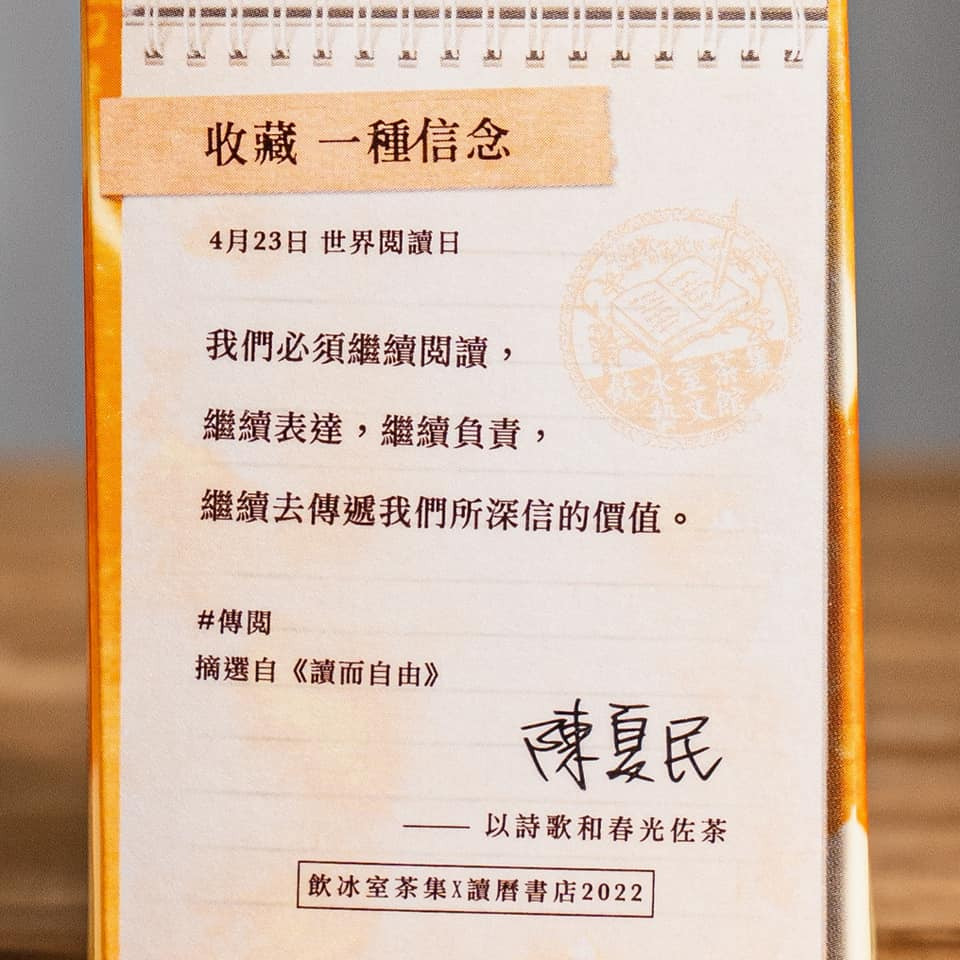 收藏 一種信念
4月23日 世界閱讀日
我們必須繼續閱讀，
繼續表達，繼續負責，
繼續去傳遞我們所深信的價值。
#傳閱
摘選自《讀而自由》
陳夏民
—— 以詩歌和春光佐茶
飲冰室茶集X讀曆書店2022